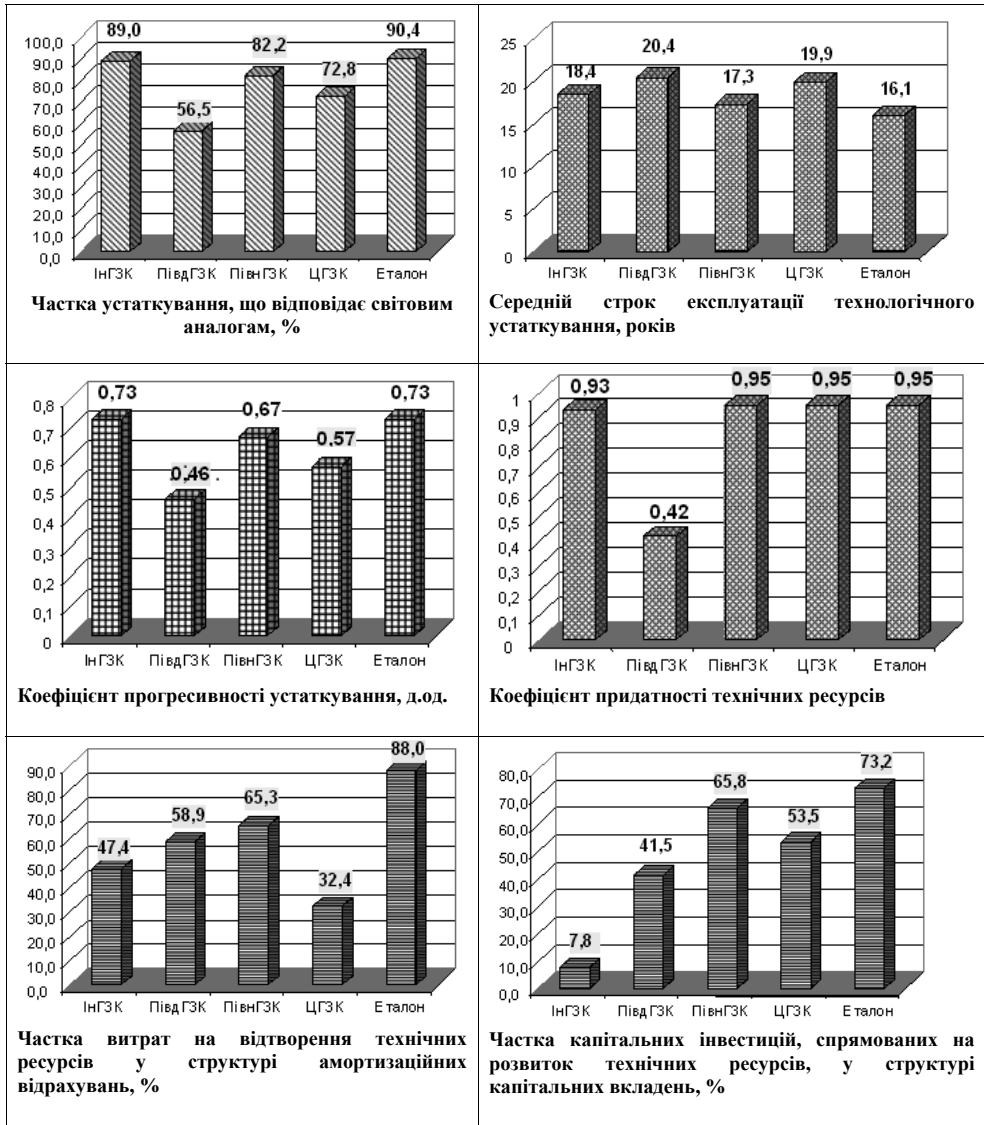 89,0 56,5 82,2 72,8 90,4
100,0
90,0
80,0
70,0
60,0
50,0
40,0
30,0
20,0
10,0
0,0
ІнГЗК ПівдГЗК ПівнГЗК ЦГЗК Еталон
Частка устаткування, що відповідає світовим
аналогам, %
18,4 20,4 17,3 19,9 16,1
25
20
15
10
5
0
ІнГЗК ПівдГЗК ПівнГЗК ЦГЗК Еталон
Середній строк експлуатації технологічного
устаткування, років
0,73 0,46 0,67 0,57 0,73
0,8
0,7
0,6
0,5
0,4
0,3
0,2
0,1
0
ІнГЗК ПівдГЗК ПівнГЗК ЦГЗК Еталон
Коефіцієнт прогресивності устаткування, д.од.
0,93 0,42 0,95 0,95 0,95
1
0,9
0,8
0,7
0,6
0,5
0,4
0,3
0,2
0,1
0
ІнГЗК ПівдГЗК ПівнГЗК ЦГЗК Еталон
Коефіцієнт придатності технічних ресурсів
47,4 58,9 65,3 32,4 88,0
90,0
80,0
70,0
60,0
50,0
40,0
30,0
20,0
10,0
0,0
ІнГЗК ПівдГЗК ПівнГЗК ЦГЗК Еталон
Частка витрат на відтворення технічних
ресурсів у структурі амортизаційних
відрахувань, %
7,8 41,5 65,8 53,5 73,2
80,0
70,0
60,0
50,0
40,0
30,0
20,0
10,0
0,0
ІнГЗК ПівдГЗК ПівнГЗК ЦГЗК Еталон
Частка капітальних інвестицій, спрямованих на
розвиток технічних ресурсів, у структурі
капітальних вкладень, %